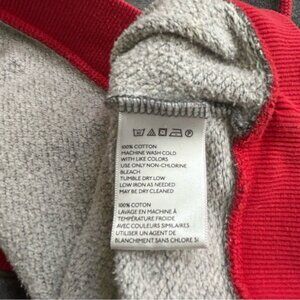 100% COTTON
MACHINE WASH COLD
WITH LIKE COLORS
USE ONLY NON-CHLORINE
BLEACH
TUMBLE DRY LOW
LOW IRON AS NEEDED
MAY BE DRY CLEANED
100% COTON
LAVAGE EN MACHINE À
TEMPÉRATURE FROIDE
AVEC COULEURS SIMILAIRES
UTILISER UN AGENT DE
BLANCHIMENT SANS CHLORE SI